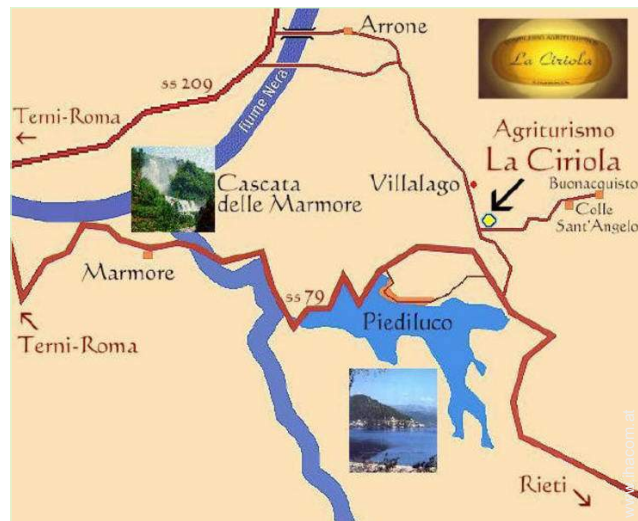 Arrone
La Ciriola
ss 209
fiume Nera
Terni-Roma
Agriturismo
La Ciriola
Cascata
delle Marmore
Villalago
Buonacquisto
Colle
Sant'Angelo
Marmore
ss 79
Piediluco
Terni-Roma
Rieti